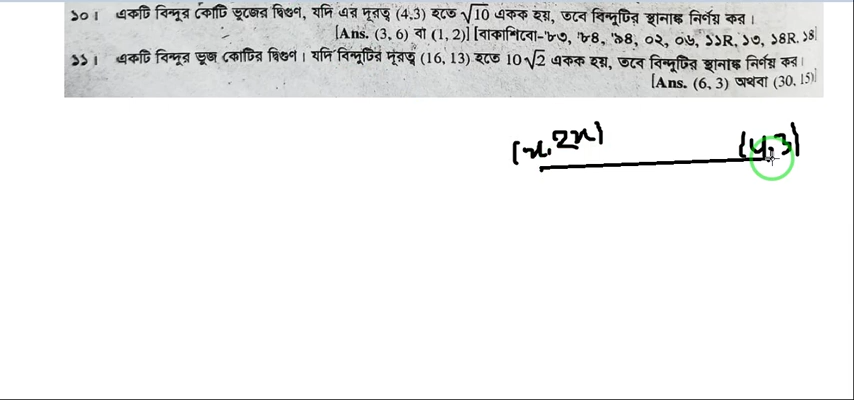 ১০। একটি বিন্দুর কোটি ভুজের দ্বিগুণ, যদি এর দূরত্ব (4,3) হতে √10 একক হয়, তবে বিন্দুটির স্থানাঙ্ক নির্ণয় কর।
[Ans. (3, 6) বা (1, 2)] [বাকাশিবো-'৮৩, '৮৪, '৯৪, ০২, ০৬, ১১R, ১৩, ১৪R, ১৪]
১১। একটি বিন্দুর ভুজ কোটির দ্বিগুণ। যদি বিন্দুটির দূরত্ব (16, 13) হতে 10√2 একক হয়, তবে বিন্দুটির স্থানাঙ্ক নির্ণয় কর।
[Ans. (6, 3) অথবা (30, 15)]
(x, 2x) (4, 3)